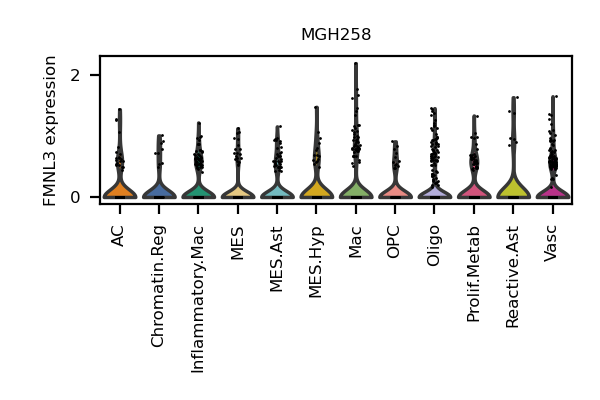 MGH258
FMNL3 expression
2
0
AC
Chromatin.Reg
Inflammatory.Mac
MES
MES.Ast
MES.Hyp
Mac
OPC
Oligo
Prolif.Metab
Reactive.Ast
Vasc